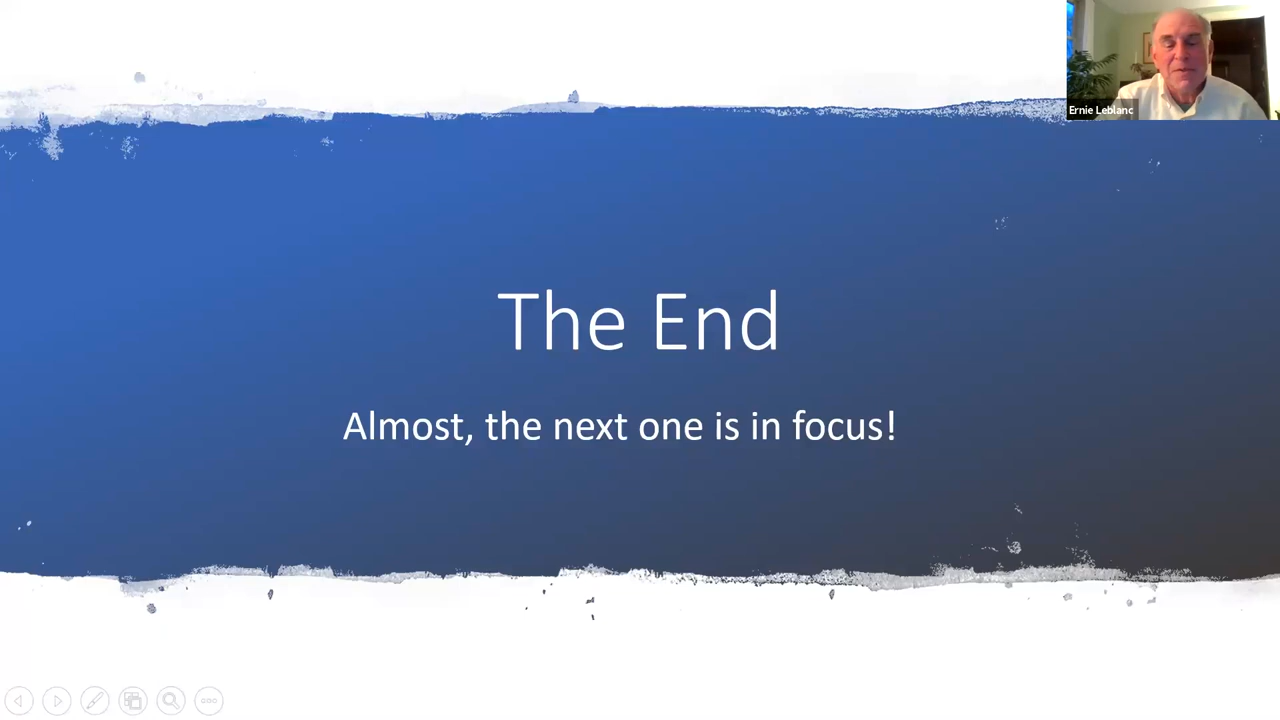 Ernie Leblanc
The End
Almost, the next one is in focus!